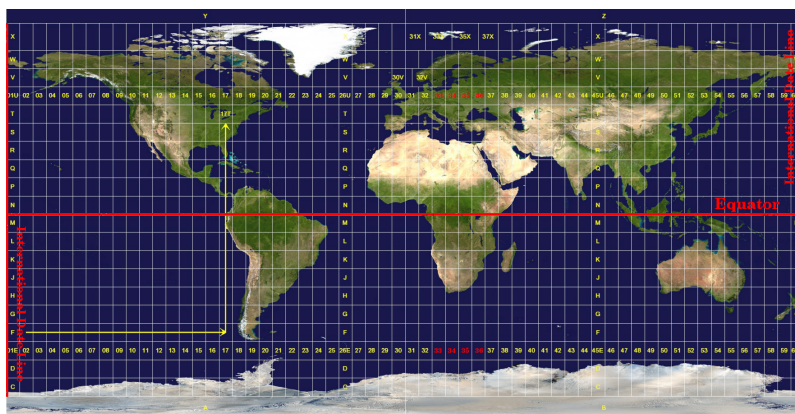 Y Z
X X 31X 33X 35X 37X X
W W W
V V 30V 32V V
01U 02 03 04 05 06 07 08 09 10 11 12 13 14 15 16 17 18 19 20 21 22 23 24 25 26U 27 28 29 30 31 32 33 34 35 36 37 38 39 40 41 42 43 44 45U 46 47 48 49 50 51 52 53 54 55 56 57 58 59 6
T 17T T T
S S S
R R R
Q Q Q
P P P
N N N
Equator
International Date Line
M M M
L L L
K K K
J J J
H H H
G G G
F F F
01E 02 03 04 05 06 07 08 09 10 11 12 13 14 15 16 17 18 19 20 21 22 23 24 25 26E 27 28 29 30 31 32 33 34 35 36 37 38 39 40 41 42 43 44 45E 46 47 48 49 50 51 52 53 54 55 56 57 58 59 6
International Date Line
D D D
C C C
A B